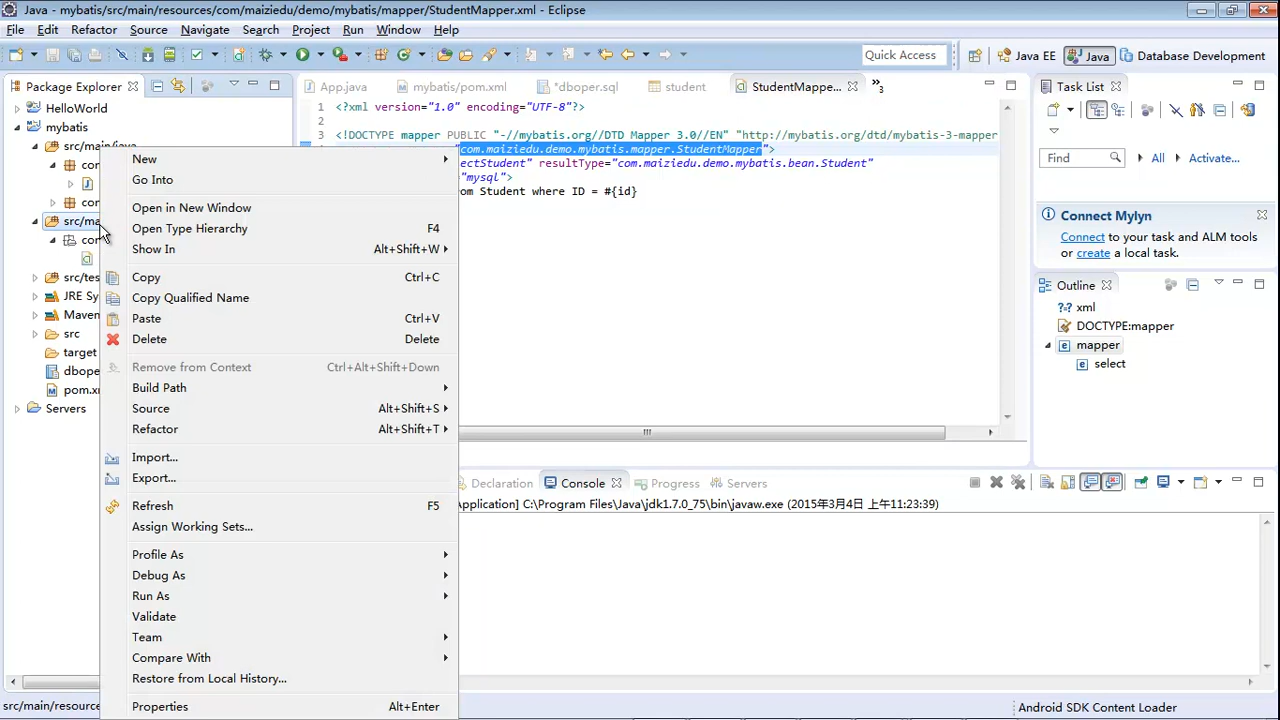 Java - mybatis/src/main/resources/com/maiziedu/demo/mybatis/mapper/StudentMapper.xml - Eclipse
File Edit Refactor Source Navigate Search Project Run Window Help
Quick Access Java EE Java Database Development
Package Explorer
HelloWorld
mybatis
src/main/java
src/ma
src/tes
JRE Sy
Maven
src
target
dbope
pom.x
Servers
New
Go Into
Open in New Window
Open Type Hierarchy F4
Show In Alt+Shift+W
Copy Ctrl+C
Copy Qualified Name
Paste Ctrl+V
Delete Delete
Remove from Context Ctrl+Alt+Shift+Down
Build Path
Source Alt+Shift+S
Refactor Alt+Shift+T
Import...
Export...
Refresh F5
Assign Working Sets...
Profile As
Debug As
Run As
Validate
Team
Compare With
Restore from Local History...
Properties Alt+Enter
App.java mybatis/pom.xml *dboper.sql student StudentMappe... »3
1 <?xml version="1.0" encoding="UTF-8"?>
2
3 <!DOCTYPE mapper PUBLIC "-//mybatis.org//DTD Mapper 3.0//EN" "http://mybatis.org/dtd/mybatis-3-mapper
"com.maiziedu.demo.mybatis.mapper.StudentMapper">
ectStudent" resultType="com.maiziedu.demo.mybatis.bean.Student"
"mysql">
om Student where ID = #{id}
Declaration Console Progress Servers
Application] C:\Program Files\Java\jdk1.7.0_75\bin\javaw.exe (2015年3月4日 上午11:23:39)
Task List
Find All Activate...
Connect Mylyn
Connect to your task and ALM tools
or create a local task.
Outline
?-? xml
DOCTYPE:mapper
e mapper
e select
src/main/resource
Android SDK Content Loader